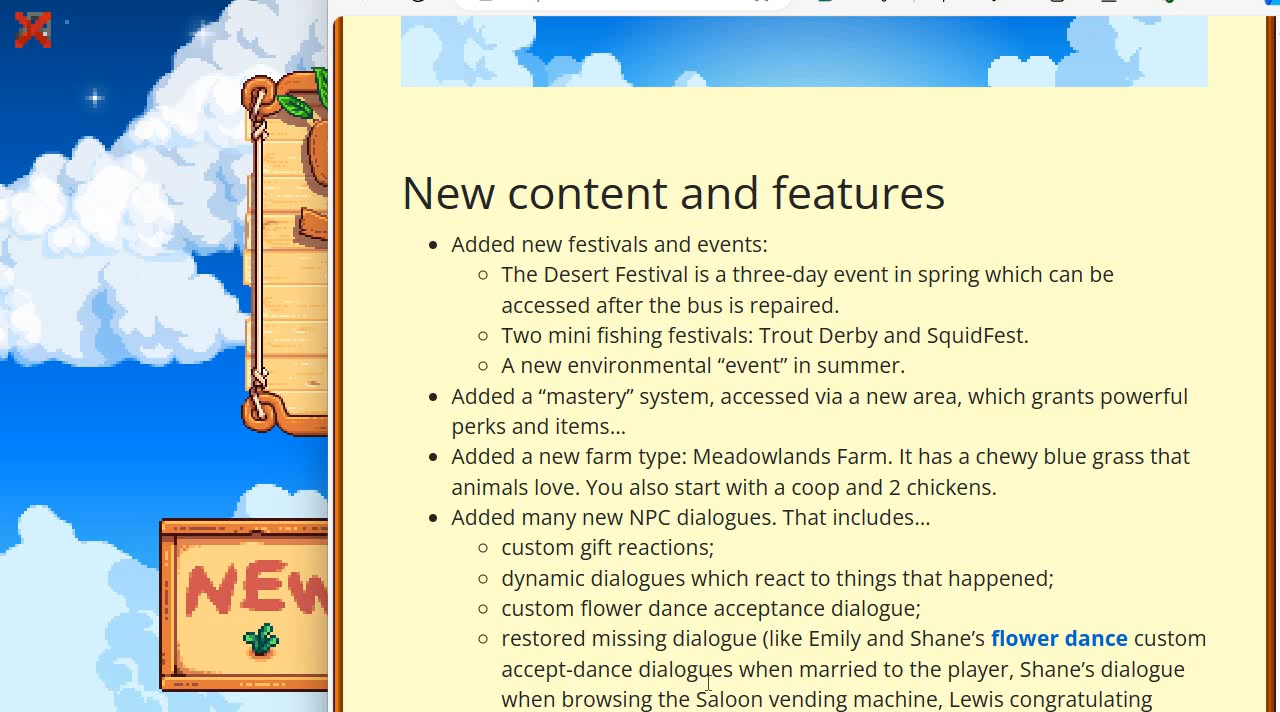 New content and features
Added new festivals and events:
The Desert Festival is a three-day event in spring which can be
accessed after the bus is repaired.
Two mini fishing festivals: Trout Derby and SquidFest.
A new environmental “event” in summer.
Added a “mastery” system, accessed via a new area, which grants powerful
perks and items…
Added a new farm type: Meadowlands Farm. It has a chewy blue grass that
animals love. You also start with a coop and 2 chickens.
Added many new NPC dialogues. That includes…
custom gift reactions;
dynamic dialogues which react to things that happened;
custom flower dance acceptance dialogue;
restored missing dialogue (like Emily and Shane’s flower dance custom
accept-dance dialogues when married to the player, Shane’s dialogue
when browsing the Saloon vending machine, Lewis congratulating
NEW